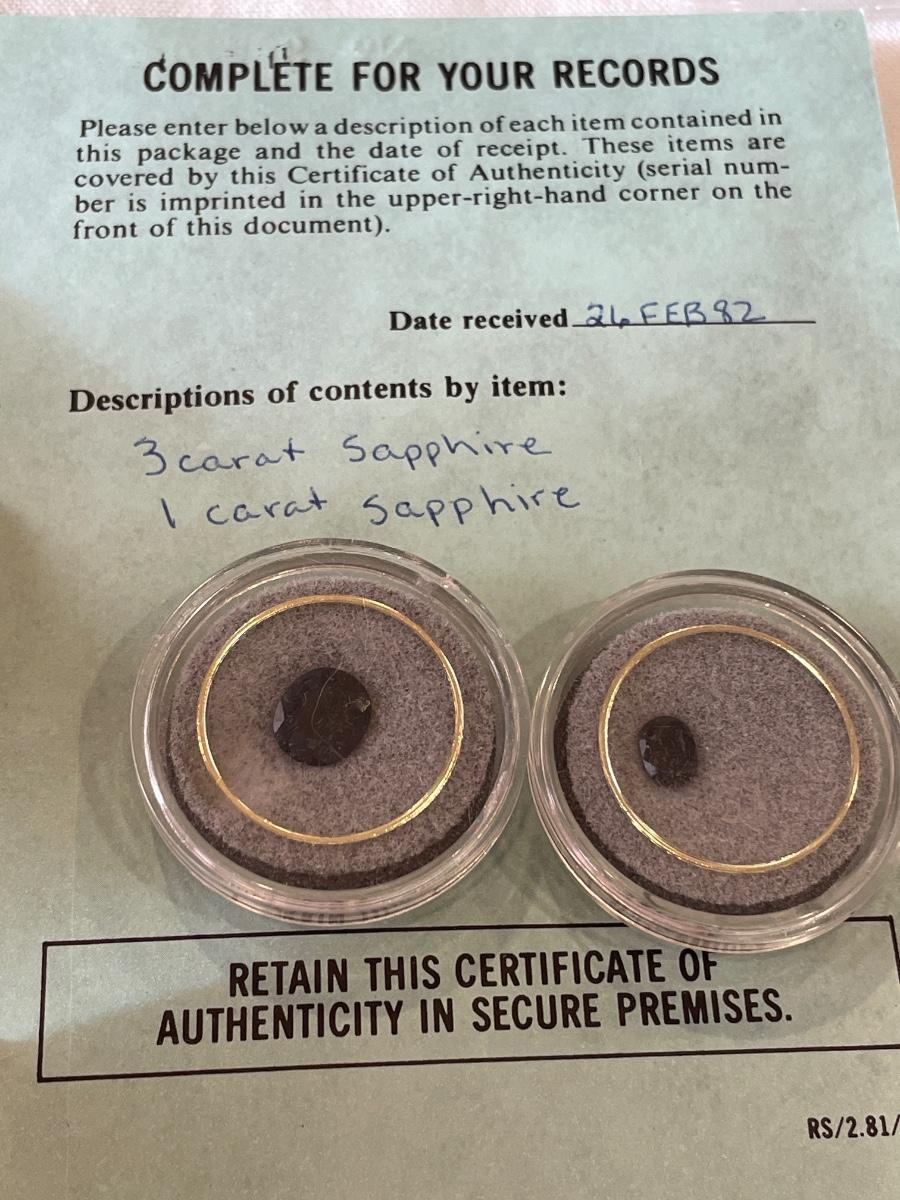 COMPLETE FOR YOUR RECORDS
Please enter below a description of each item contained in
this package and the date of receipt. These items are
covered by this Certificate of Authenticity (serial num-
ber is imprinted in the upper-right-hand corner on the
front of this document).
Date received 26 FEB 82
Descriptions of contents by item:
3 carat Sapphire
1 carat Sapphire
RETAIN THIS CERTIFICATE OF
AUTHENTICITY IN SECURE PREMISES.
RS/2.81/